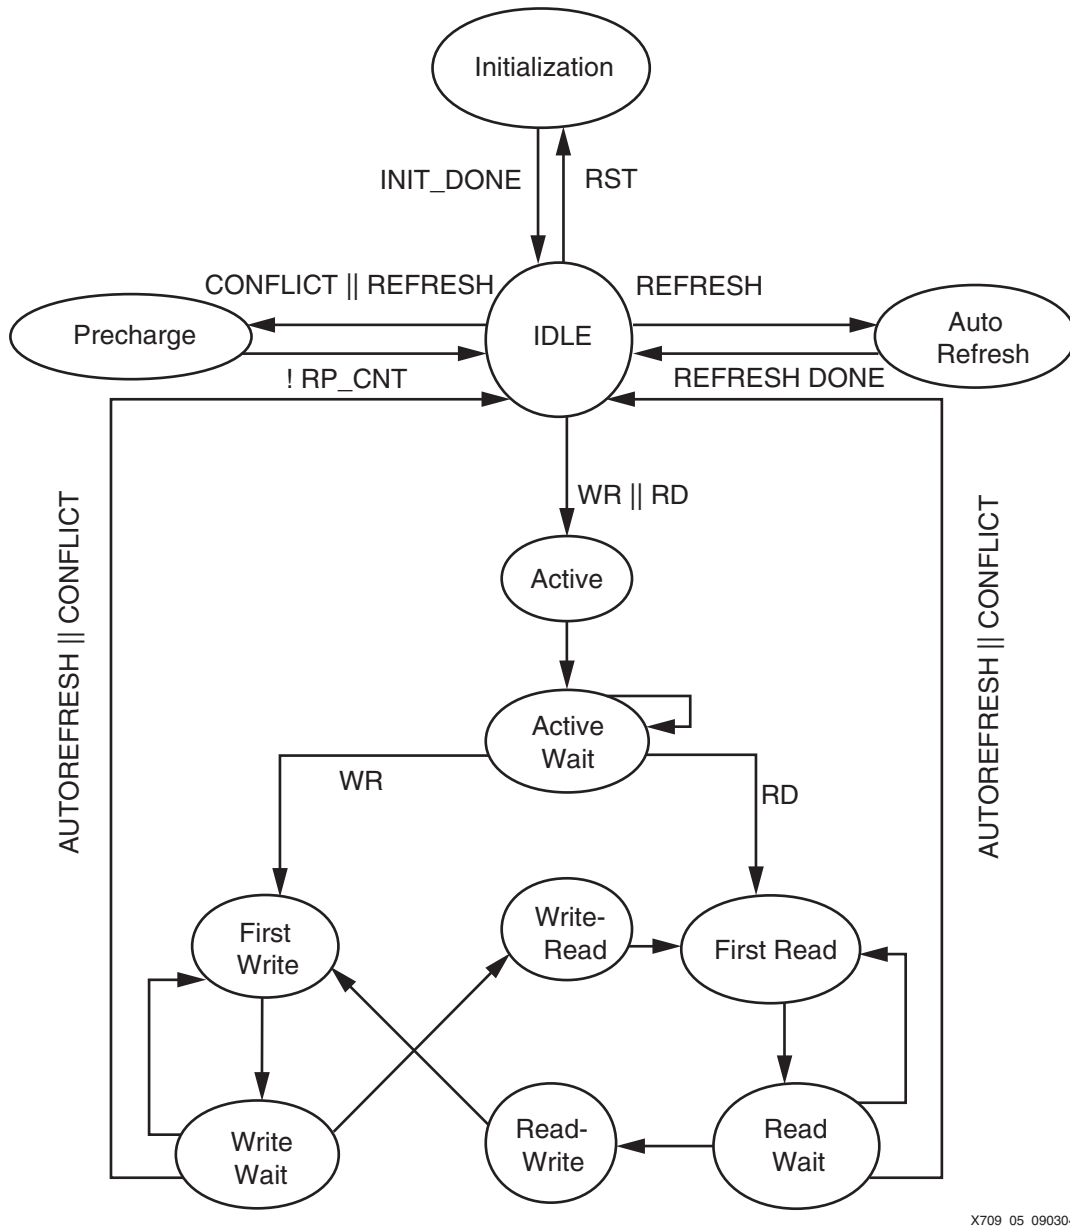 Initialization
INIT_DONE
RST
CONFLICT || REFRESH
REFRESH
Precharge
IDLE
Auto
Refresh
! RP_CNT
REFRESH DONE
WR || RD
AUTOREFRESH || CONFLICT
AUTOREFRESH || CONFLICT
Active
Active
Wait
WR
RD
First
Write
Write-
Read
First Read
Write
Wait
Read-
Write
Read
Wait